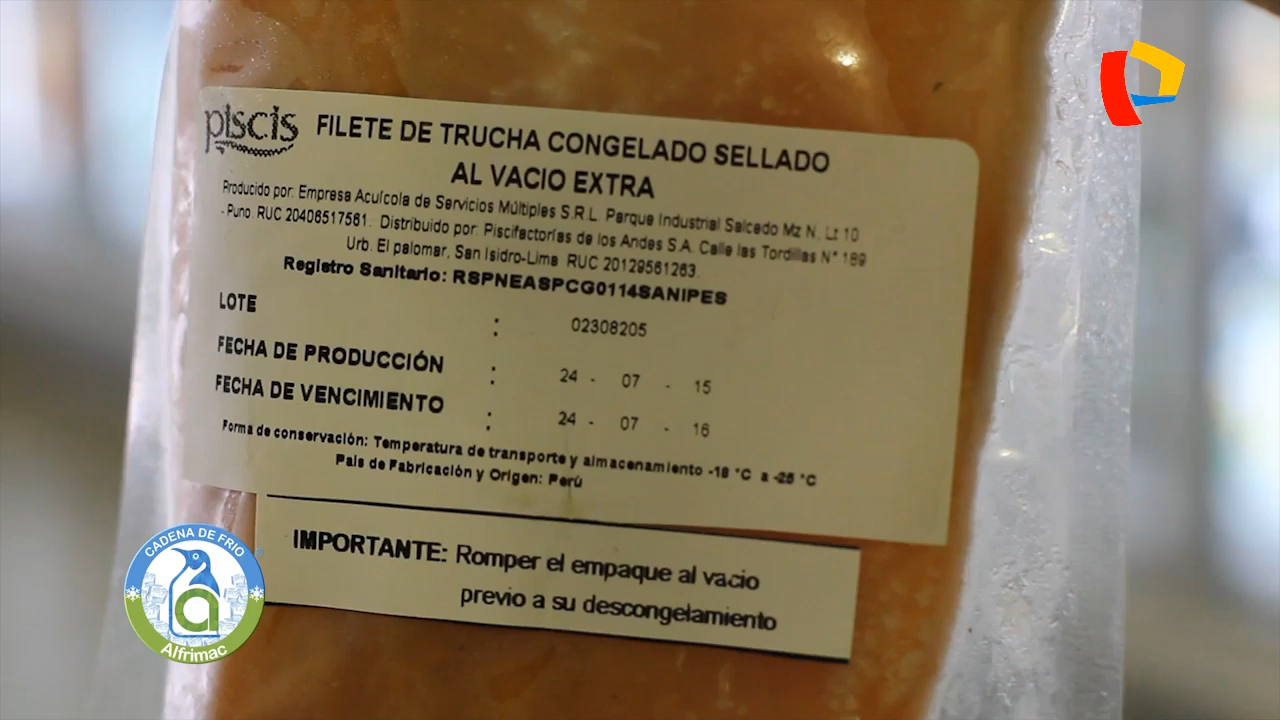 piscis
FILETE DE TRUCHA CONGELADO SELLADO
AL VACIO EXTRA
Producido por: Empresa Acuícola de Servicios Múltiples S.R.L. Parque Industrial Salcedo Mz N. Lt 10
- Puno. RUC 20406517561. Distribuido por: Piscifactorías de los Andes S.A. Calle las Tordillas N° 189
Urb. El palomar, San Isidro-Lima RUC 20129561263.
Registro Sanitario: RSPNEASPCG0114SANIPES
LOTE : 02308205
FECHA DE PRODUCCIÓN : 24 - 07 - 15
FECHA DE VENCIMIENTO : 24 - 07 - 16
Forma de conservación: Temperatura de transporte y almacenamiento -18 °C a -25 °C
País de Fabricación y Origen: Perú
IMPORTANTE: Romper el empaque al vacio
previo a su descongelamiento
CADENA DE FRIO
a
Alfrimac